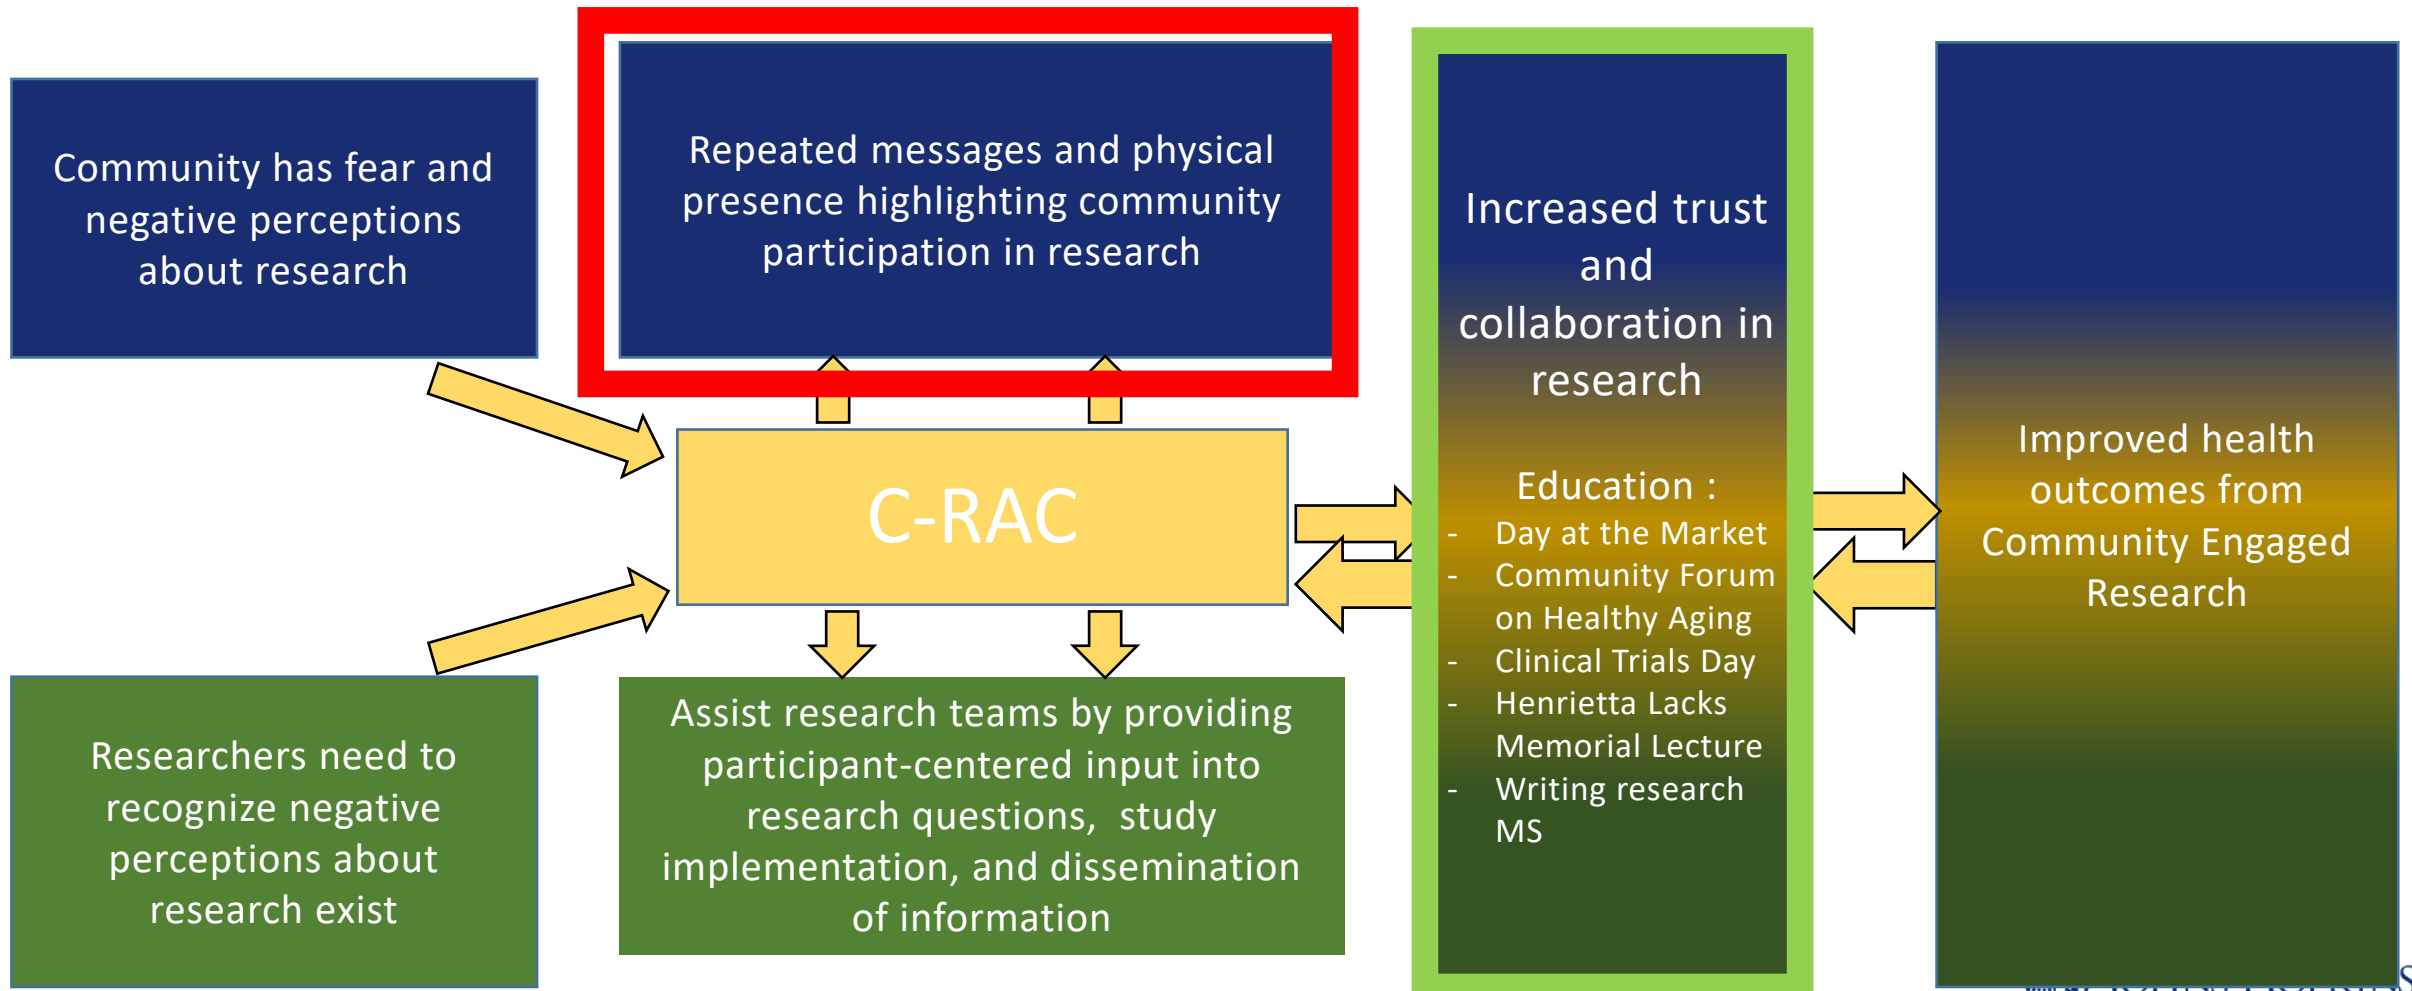 Community has fear and
negative perceptions
about research
Repeated messages and physical
presence highlighting community
participation in research
C-RAC
Researchers need to
recognize negative
perceptions about
research exist
Assist research teams by providing
participant-centered input into
research questions,  study
implementation, and dissemination
of information
Increased trust
and
collaboration in
research
Education :
- Day at the Market
- Community Forum
on Healthy Aging
- Clinical Trials Day
- Henrietta Lacks
Memorial Lecture
- Writing research
MS
Improved health
outcomes from
Community Engaged
Research